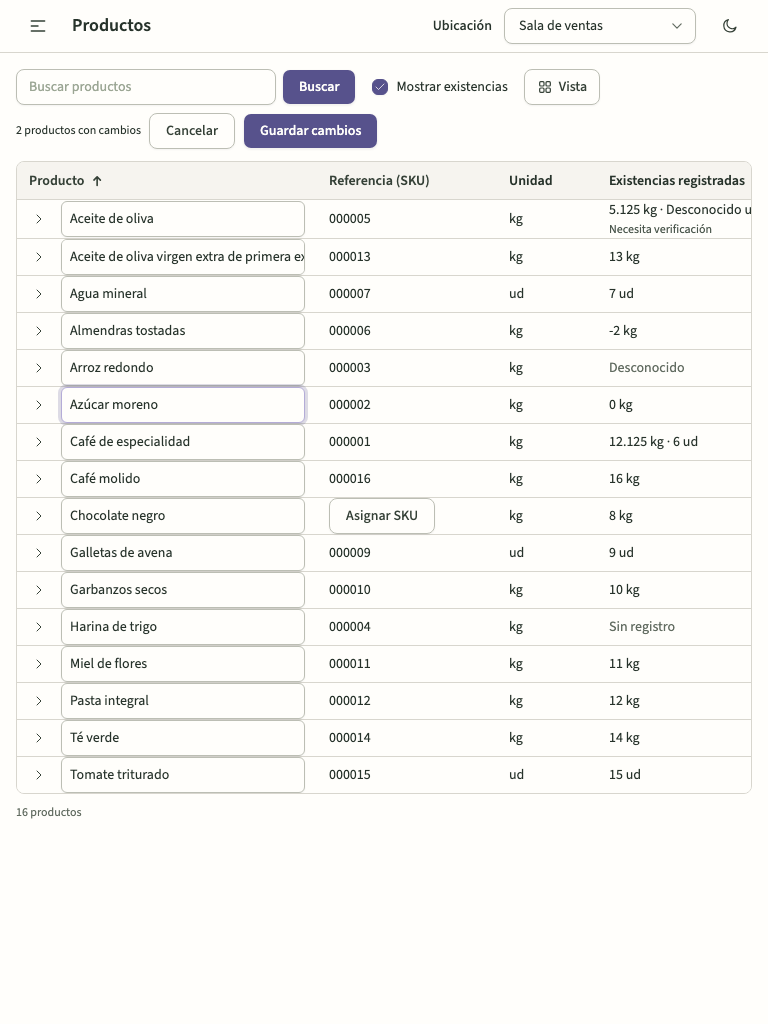 Productos
Ubicación
Sala de ventas
Buscar productos
Buscar
Mostrar existencias
Vista
2 productos con cambios
Cancelar
Guardar cambios
Producto Referencia (SKU) Unidad Existencias registradas
Aceite de oliva 000005 kg 5.125 kg · Desconocido u
Necesita verificación
Aceite de oliva virgen extra de primera ex 000013 kg 13 kg
Agua mineral 000007 ud 7 ud
Almendras tostadas 000006 kg -2 kg
Arroz redondo 000003 kg Desconocido
Azúcar moreno 000002 kg 0 kg
Café de especialidad 000001 kg 12.125 kg · 6 ud
Café molido 000016 kg 16 kg
Chocolate negro Asignar SKU kg 8 kg
Galletas de avena 000009 ud 9 ud
Garbanzos secos 000010 kg 10 kg
Harina de trigo 000004 kg Sin registro
Miel de flores 000011 kg 11 kg
Pasta integral 000012 kg 12 kg
Té verde 000014 kg 14 kg
Tomate triturado 000015 ud 15 ud
16 productos